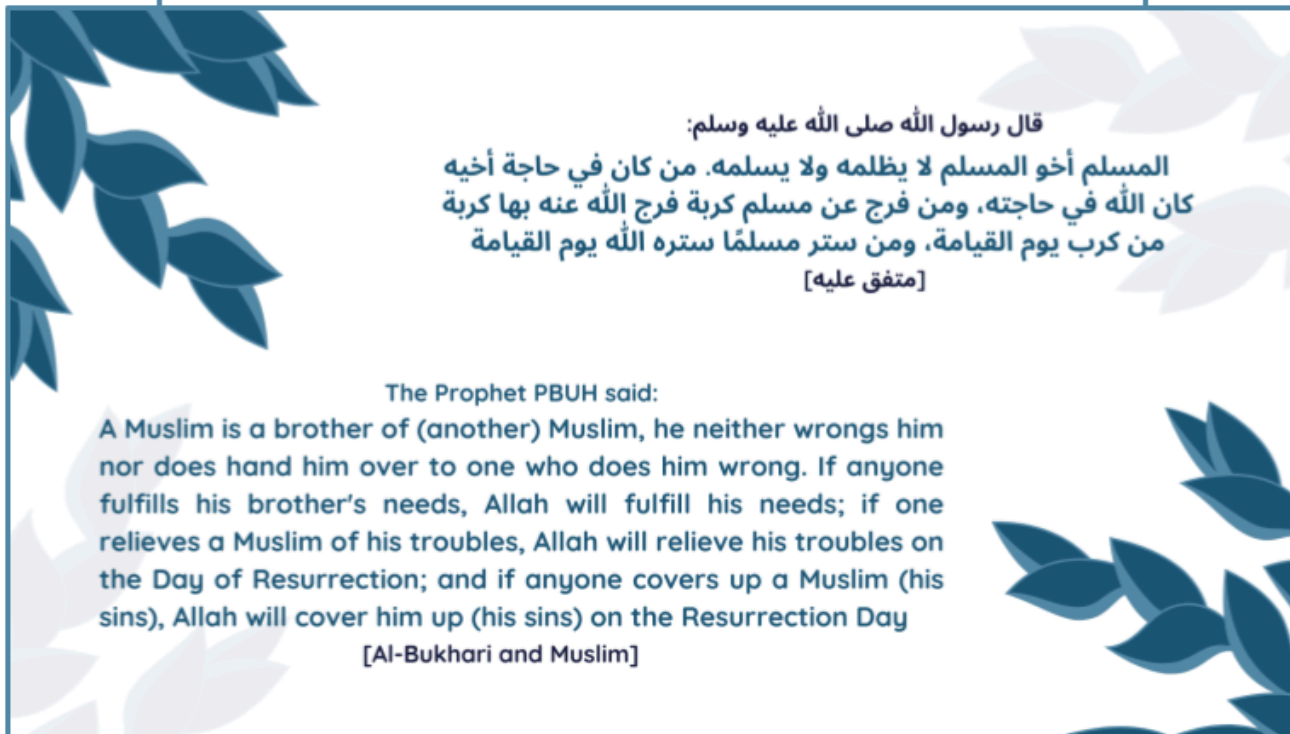 قال رسول الله صلى الله عليه وسلم:
المسلم أخو المسلم لا يظلمه ولا يسلمه. من كان في حاجة أخيه
كان الله في حاجته، ومن فرج عن مسلم كربة فرج الله عنه بها كربة
من كرب يوم القيامة، ومن ستر مسلمًا ستره الله يوم القيامة
[متفق عليه]
The Prophet PBUH said:
A Muslim is a brother of (another) Muslim, he neither wrongs him
nor does hand him over to one who does him wrong. If anyone
fulfills his brother's needs, Allah will fulfill his needs; if one
relieves a Muslim of his troubles, Allah will relieve his troubles on
the Day of Resurrection; and if anyone covers up a Muslim (his
sins), Allah will cover him up (his sins) on the Resurrection Day
[Al-Bukhari and Muslim]